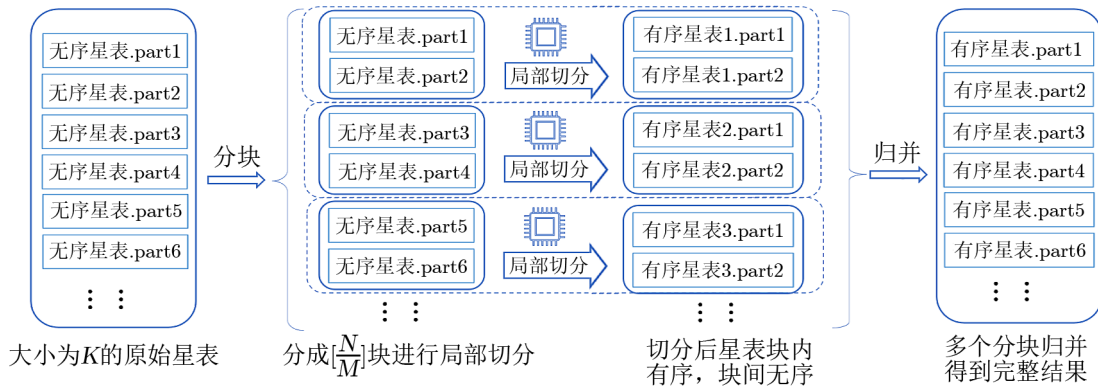 无序星表.part1
无序星表.part2
无序星表.part3
无序星表.part4
无序星表.part5
无序星表.part6
大小为K的原始星表
分块
无序星表.part1
无序星表.part2
局部切分
有序星表1.part1
有序星表1.part2
无序星表.part3
无序星表.part4
局部切分
有序星表2.part1
有序星表2.part2
无序星表.part5
无序星表.part6
局部切分
有序星表3.part1
有序星表3.part2
分成[N/M]块进行局部切分
切分后星表块内
有序，块间无序
归并
有序星表.part1
有序星表.part2
有序星表.part3
有序星表.part4
有序星表.part5
有序星表.part6
多个分块归并
得到完整结果